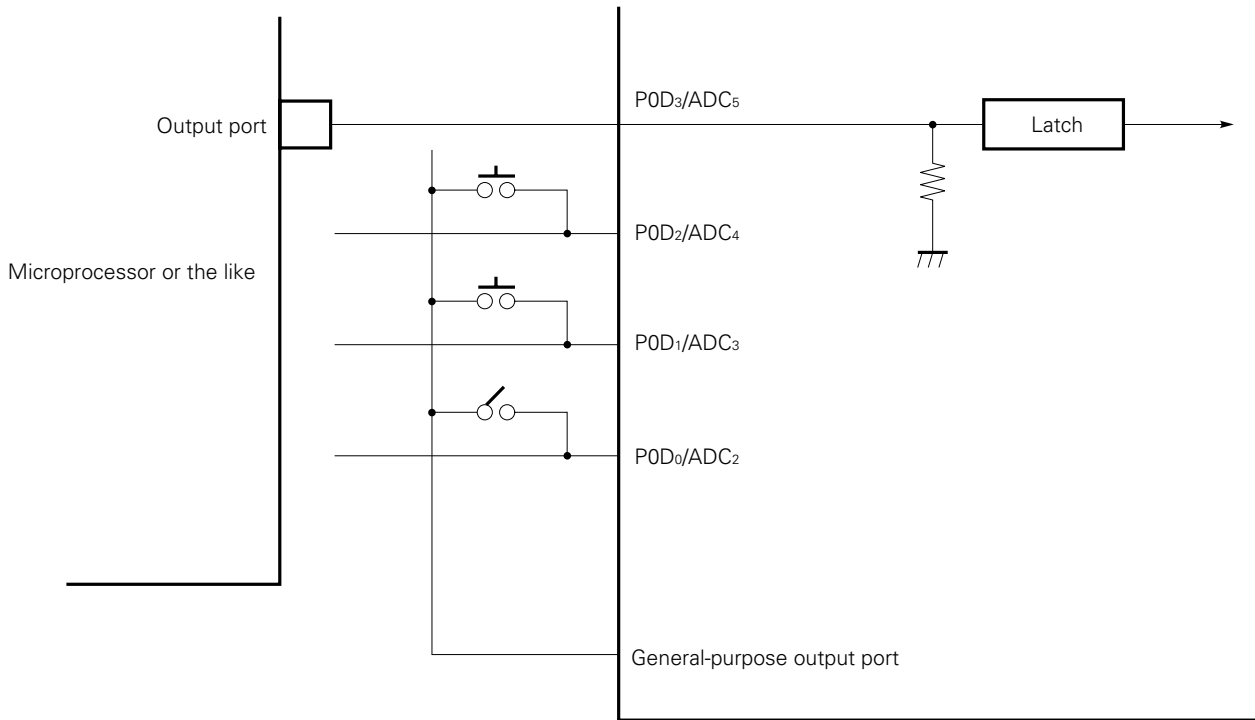 P0D₃/ADC₅
Output port
Latch
P0D₂/ADC₄
Microprocessor or the like
P0D₁/ADC₃
P0D₀/ADC₂
General-purpose output port